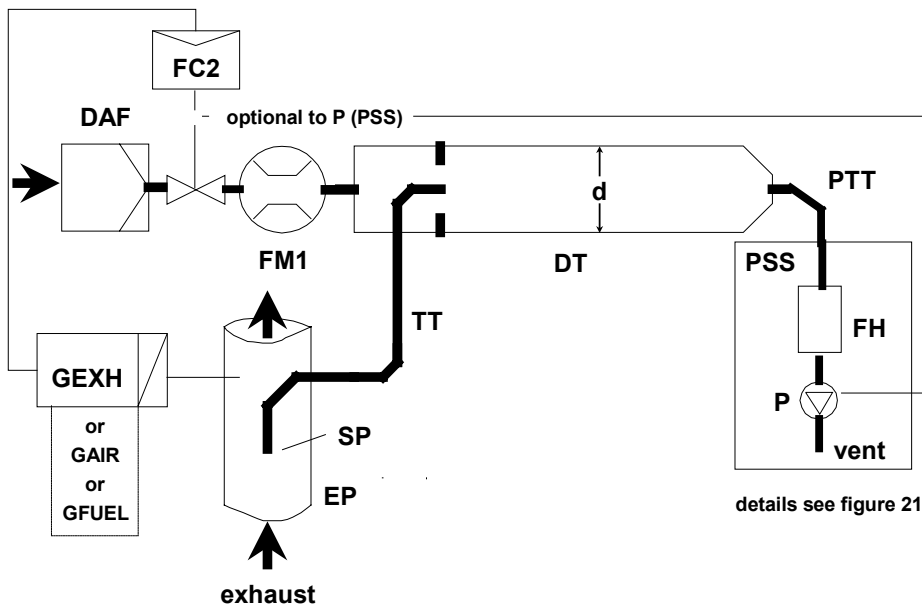 FC2
DAF
optional to P (PSS)
d
PTT
FM1
DT
PSS
TT
FH
GEXH
P
or
GAIR
or
GFUEL
SP
vent
EP
details see figure 21
exhaust